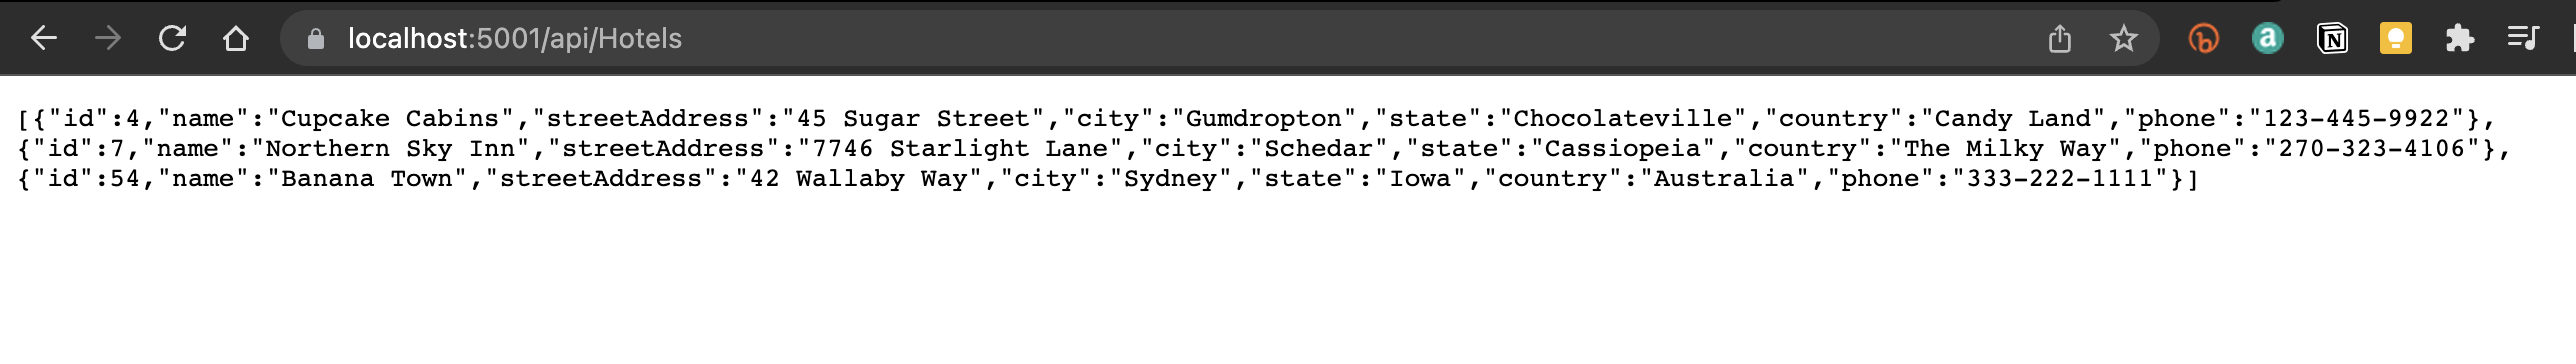 localhost:5001/api/Hotels
[{"id":4,"name":"Cupcake Cabins","streetAddress":"45 Sugar Street","city":"Gumdropton","state":"Chocolateville","country":"Candy Land","phone":"123-445-9922"},
{"id":7,"name":"Northern Sky Inn","streetAddress":"7746 Starlight Lane","city":"Schedar","state":"Cassiopeia","country":"The Milky Way","phone":"270-323-4106"},
{"id":54,"name":"Banana Town","streetAddress":"42 Wallaby Way","city":"Sydney","state":"Iowa","country":"Australia","phone":"333-222-1111"}]